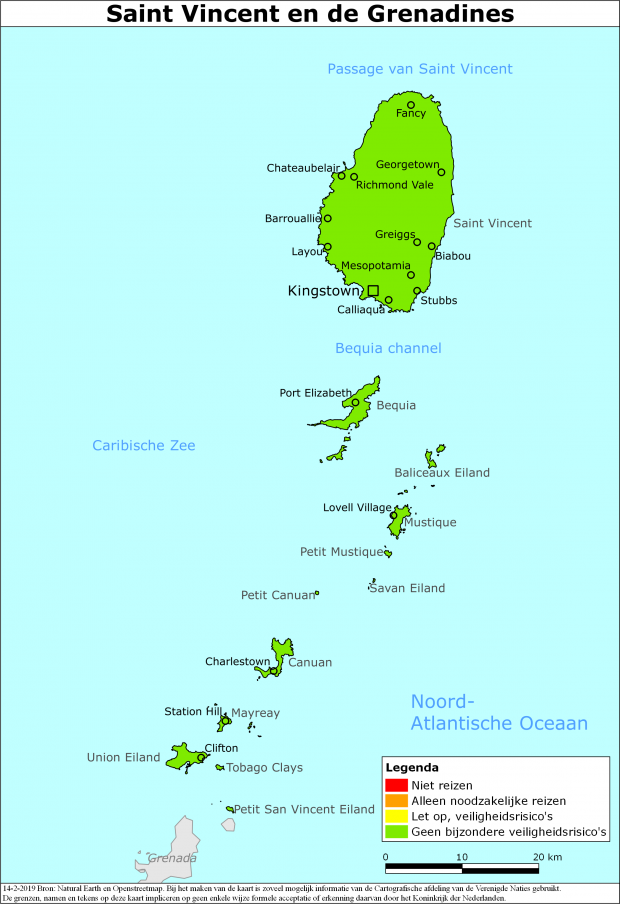 Saint Vincent en de Grenadines
Passage van Saint Vincent
Fancy
Georgetown
Chateaubelair
Richmond Vale
Barrouallie
Saint Vincent
Greiggs
Layou
Biabou
Mesopotamia
Kingstown
Stubbs
Calliaqua
Bequia channel
Port Elizabeth
Bequia
Caribische Zee
Baliceaux Eiland
Lovell Village
Mustique
Petit Mustique
Savan Eiland
Petit Canuan
Charlestown
Canuan
Station Hill
Mayreay
Noord-
Atlantische Oceaan
Clifton
Union Eiland
Tobago Clays
Petit San Vincent Eiland
Grenada
Legenda
Niet reizen
Alleen noodzakelijke reizen
Let op, veiligheidsrisico's
Geen bijzondere veiligheidsrisico's
0 10 20 km
14-2-2019 Bron: Natural Earth en Openstreetmap. Bij het maken van de kaart is zoveel mogelijk informatie van de Cartografische afdeling van de Verenigde Naties gebruikt.
De grenzen, namen en tekens op deze kaart impliceren op geen enkele wijze formele acceptatie of erkenning daarvan door het Koninkrijk der Nederlanden.